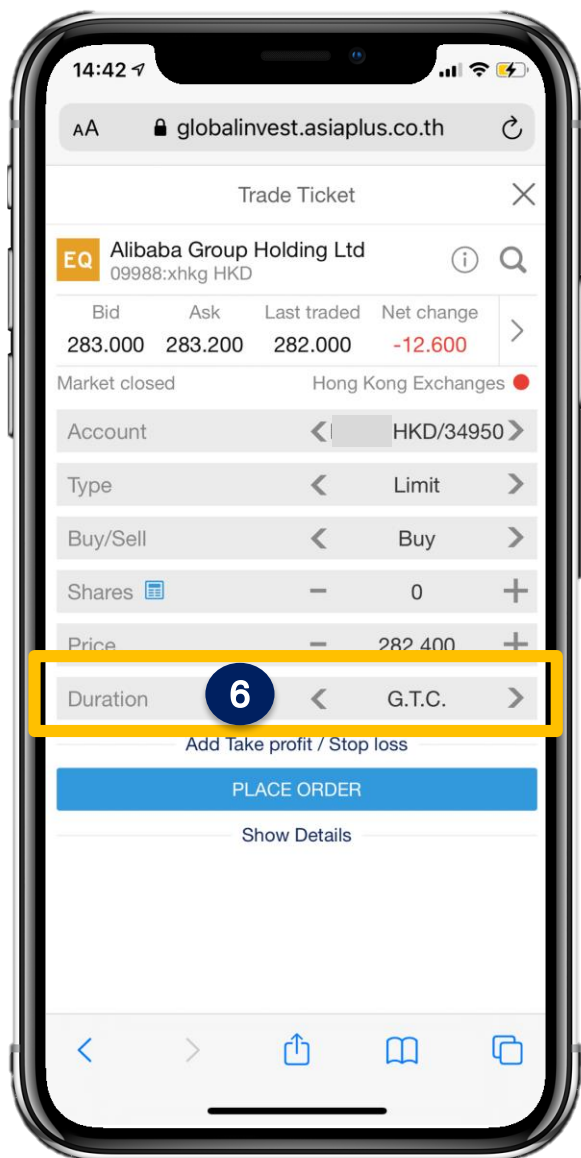 14:42
AA globalinvest.asiaplus.co.th
Trade Ticket
EQ Alibaba Group Holding Ltd
09988:xhkg HKD
Bid Ask Last traded Net change
283.000 283.200 282.000 -12.600
Market closed Hong Kong Exchanges
Account HKD/34950
Type Limit
Buy/Sell Buy
Shares 0
Price 282.400
Duration 6 G.T.C.
Add Take profit / Stop loss
PLACE ORDER
Show Details